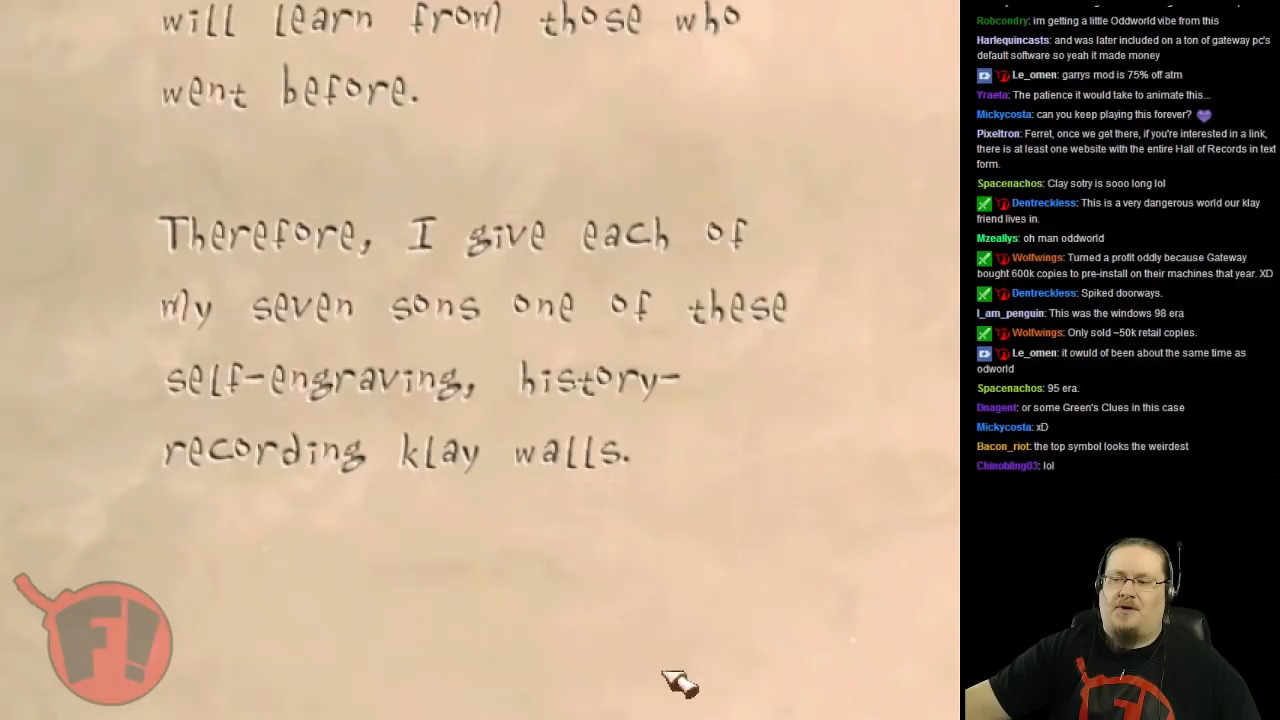 will learn from those who
went before.
Therefore, I give each of
my seven sons one of these
self-engraving, history-
recording klay walls.
F!
Robcondry: im getting a little Oddworld vibe from this
Harlequincasts: and was later included on a ton of gateway pc's
default software so yeah it made money
Le_omen: garrys mod is 75% off atm
Yraeta: The patience it would take to animate this...
Mickycosta: can you keep playing this forever?
Pixeltron: Ferret, once we get there, if you're interested in a link,
there is at least one website with the entire Hall of Records in text
form.
Spacenachos: Clay sotry is sooo long lol
Dentreckless: This is a very dangerous world our klay
friend lives in.
Mzeallys: oh man oddworld
Wolfwings: Turned a profit oddly because Gateway
bought 600k copies to pre-install on their machines that year. XD
Dentreckless: Spiked doorways.
I_am_penguin: This was the windows 98 era
Wolfwings: Only sold ~50k retail copies.
Le_omen: it owuld of been about the same time as
odworld
Spacenachos: 95 era.
Dnagent: or some Green's Clues in this case
Mickycosta: xD
Bacon_riot: the top symbol looks the weirdest
Chinobling03: lol